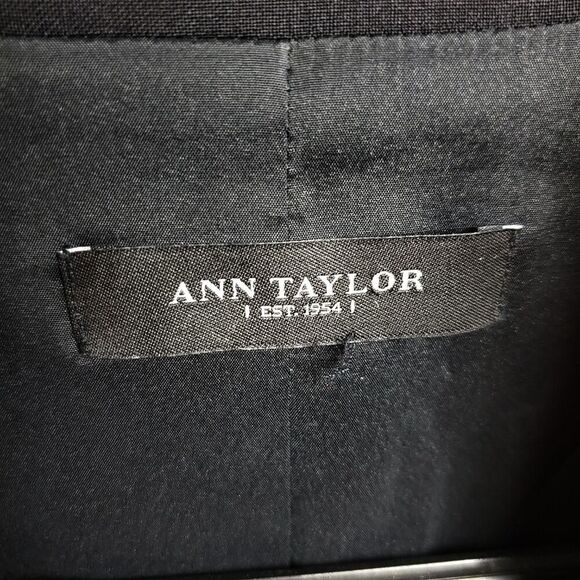 ANN TAYLOR
| EST. 1954 |